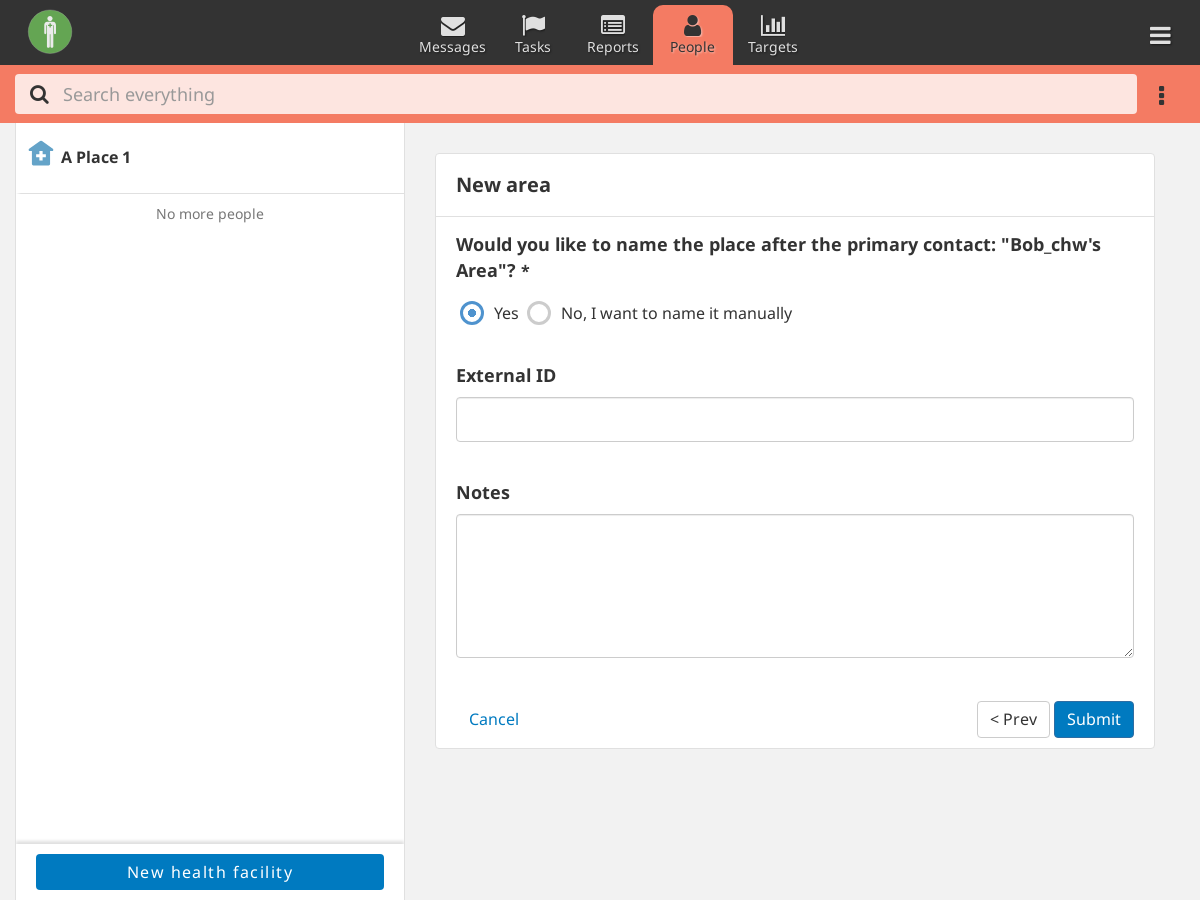 Messages
Tasks
Reports
People
Targets
Search everything
A Place 1
No more people
New health facility
New area
Would you like to name the place after the primary contact: "Bob_chw's
Area"? *
Yes
No, I want to name it manually
External ID
Notes
Cancel
< Prev
Submit